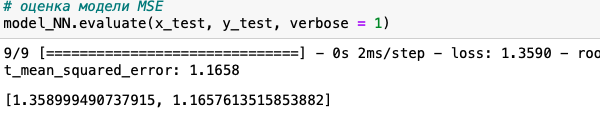 # оценка модели MSE
model_NN.evaluate(x_test, y_test, verbose = 1)
9/9 [==============================] - 0s 2ms/step - loss: 1.3590 - roo
t_mean_squared_error: 1.1658
[1.358999490737915, 1.1657613515853882]